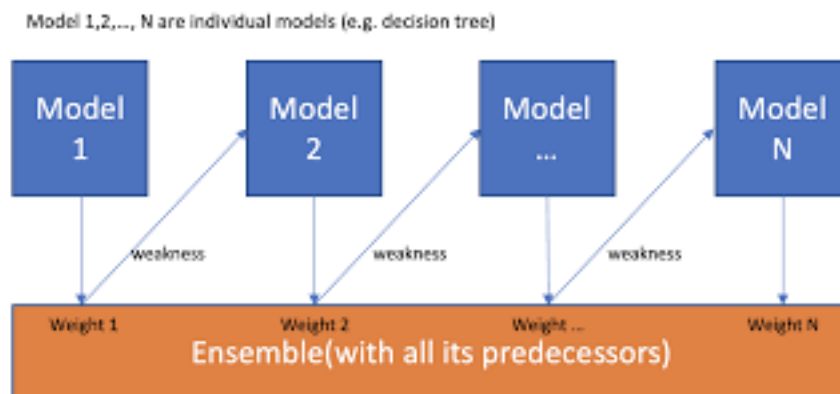 Model 1,2,..., N are individual models (e.g. decision tree)
Model
1
Model
2
Model
...
Model
N
weakness
weakness
weakness
Weight 1
Weight 2
Weight ...
Weight N
Ensemble(with all its predecessors)